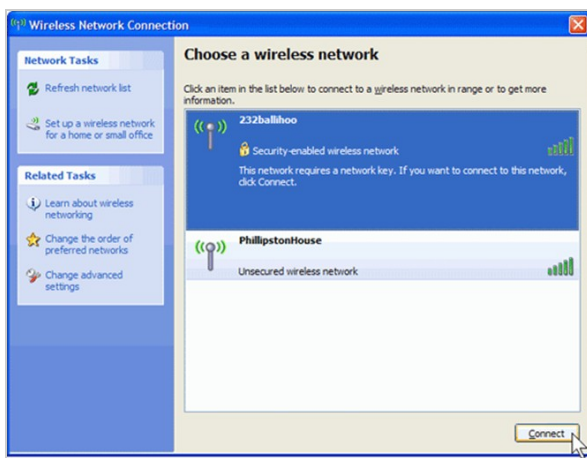 Wireless Network Connection
Network Tasks
Refresh network list
Set up a wireless network
for a home or small office
Related Tasks
Learn about wireless
networking
Change the order of
preferred networks
Change advanced
settings
Choose a wireless network
Click an item in the list below to connect to a wireless network in range or to get more
information.
232ballihoo
Security-enabled wireless network
This network requires a network key. If you want to connect to this network,
click Connect.
PhillipstonHouse
Unsecured wireless network
Connect